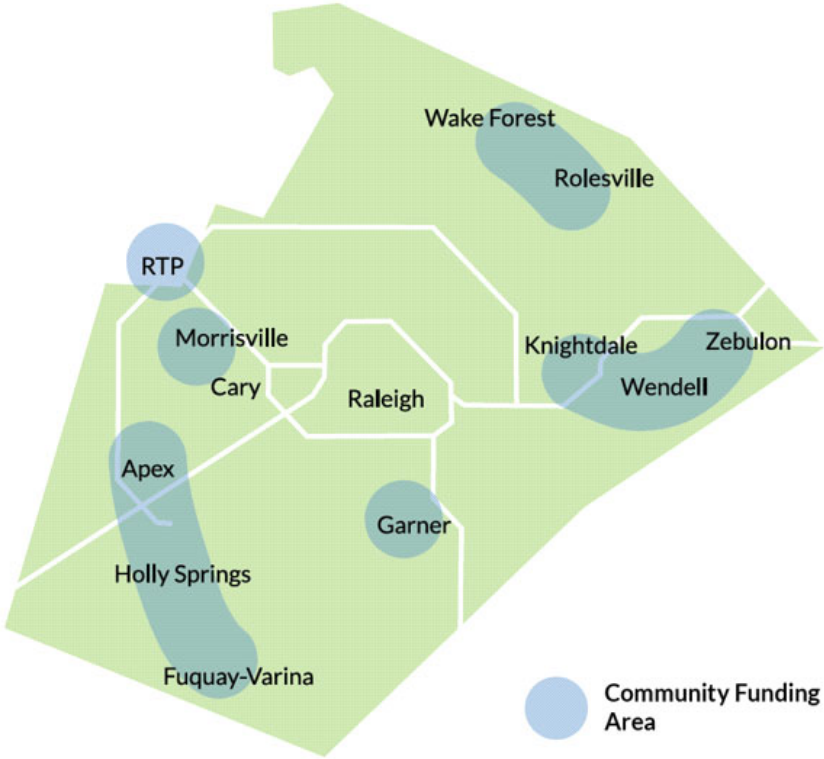 Wake Forest
Rolesville
RTP
Morrisville
Knightdale
Zebulon
Cary
Wendell
Raleigh
Apex
Garner
Holly Springs
Fuquay-Varina
Community Funding
Area